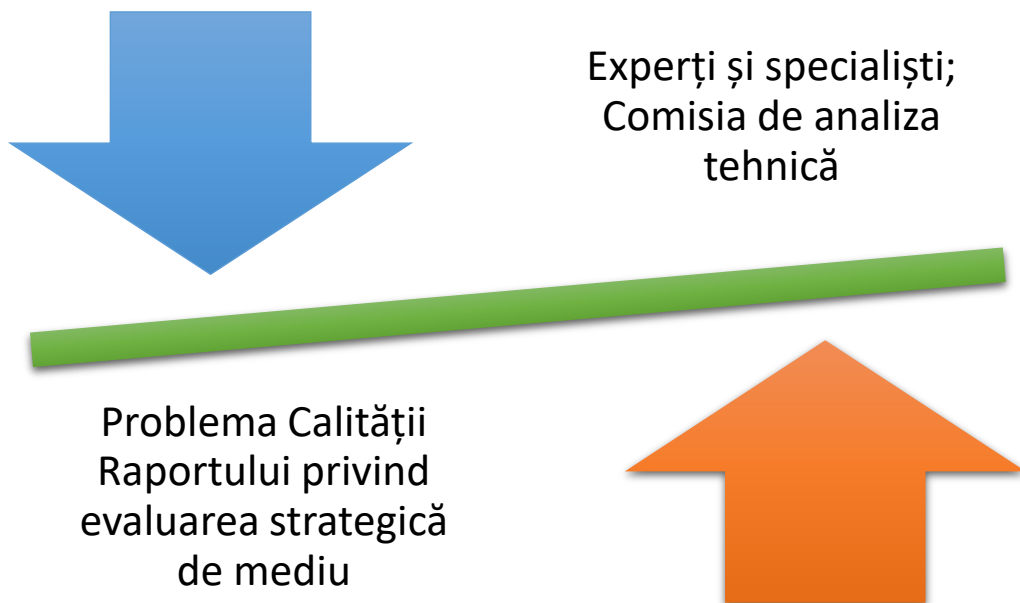 Experți și specialiști;
Comisia de analiza
tehnică
Problema Calității
Raportului privind
evaluarea strategică
de mediu